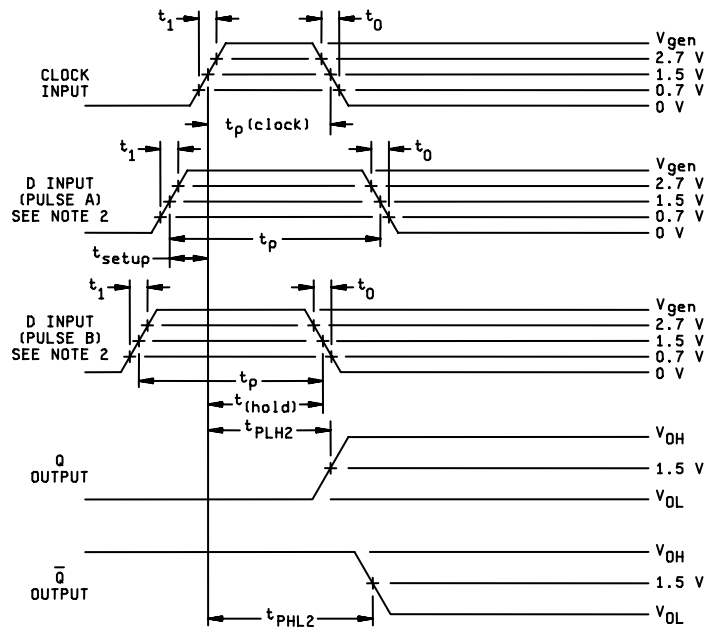 t1
t0
Vgen
2.7 V
1.5 V
0.7 V
0 V
CLOCK
INPUT
tp(clock)
t1
t0
Vgen
2.7 V
1.5 V
0.7 V
0 V
D INPUT
(PULSE A)
SEE NOTE 2
tp
tsetup
t1
t0
Vgen
2.7 V
1.5 V
0.7 V
0 V
D INPUT
(PULSE B)
SEE NOTE 2
tp
t(hold)
tPLH2
VOH
1.5 V
VOL
Q
OUTPUT
VOH
1.5 V
VOL
Q̅
OUTPUT
tPHL2